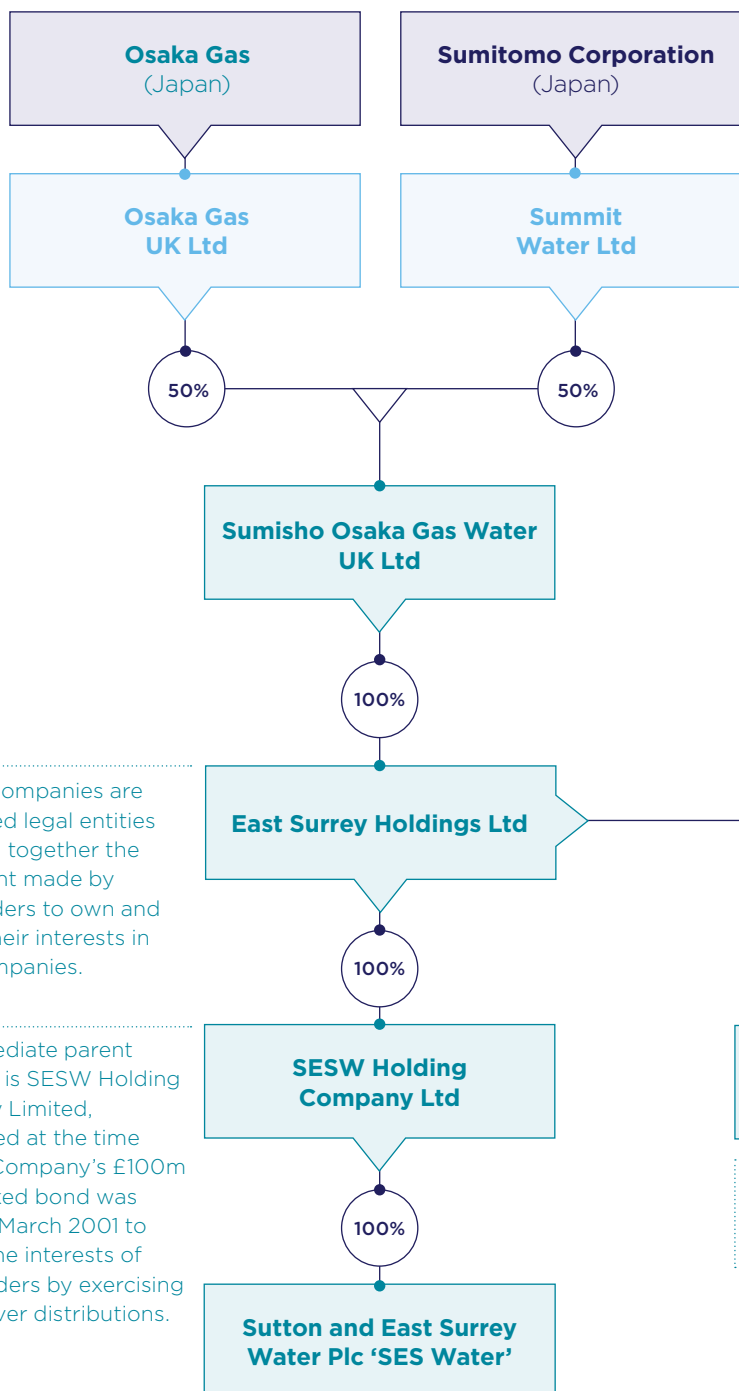 Osaka Gas
(Japan)
Sumitomo Corporation
(Japan)
Osaka Gas
UK Ltd
Summit
Water Ltd
50%
50%
Sumisho Osaka Gas Water
UK Ltd
100%
East Surrey Holdings Ltd
ompanies are
ed legal entities
together the
nt made by
ders to own and
heir interests in
mpanies.
100%
SESW Holding
Company Ltd
ediate parent
is SESW Holding
Limited,
ed at the time
Company's £100m
ted bond was
March 2001 to
he interests of
ders by exercising
ver distributions.
100%
Sutton and East Surrey
Water Plc ‘SES Water’